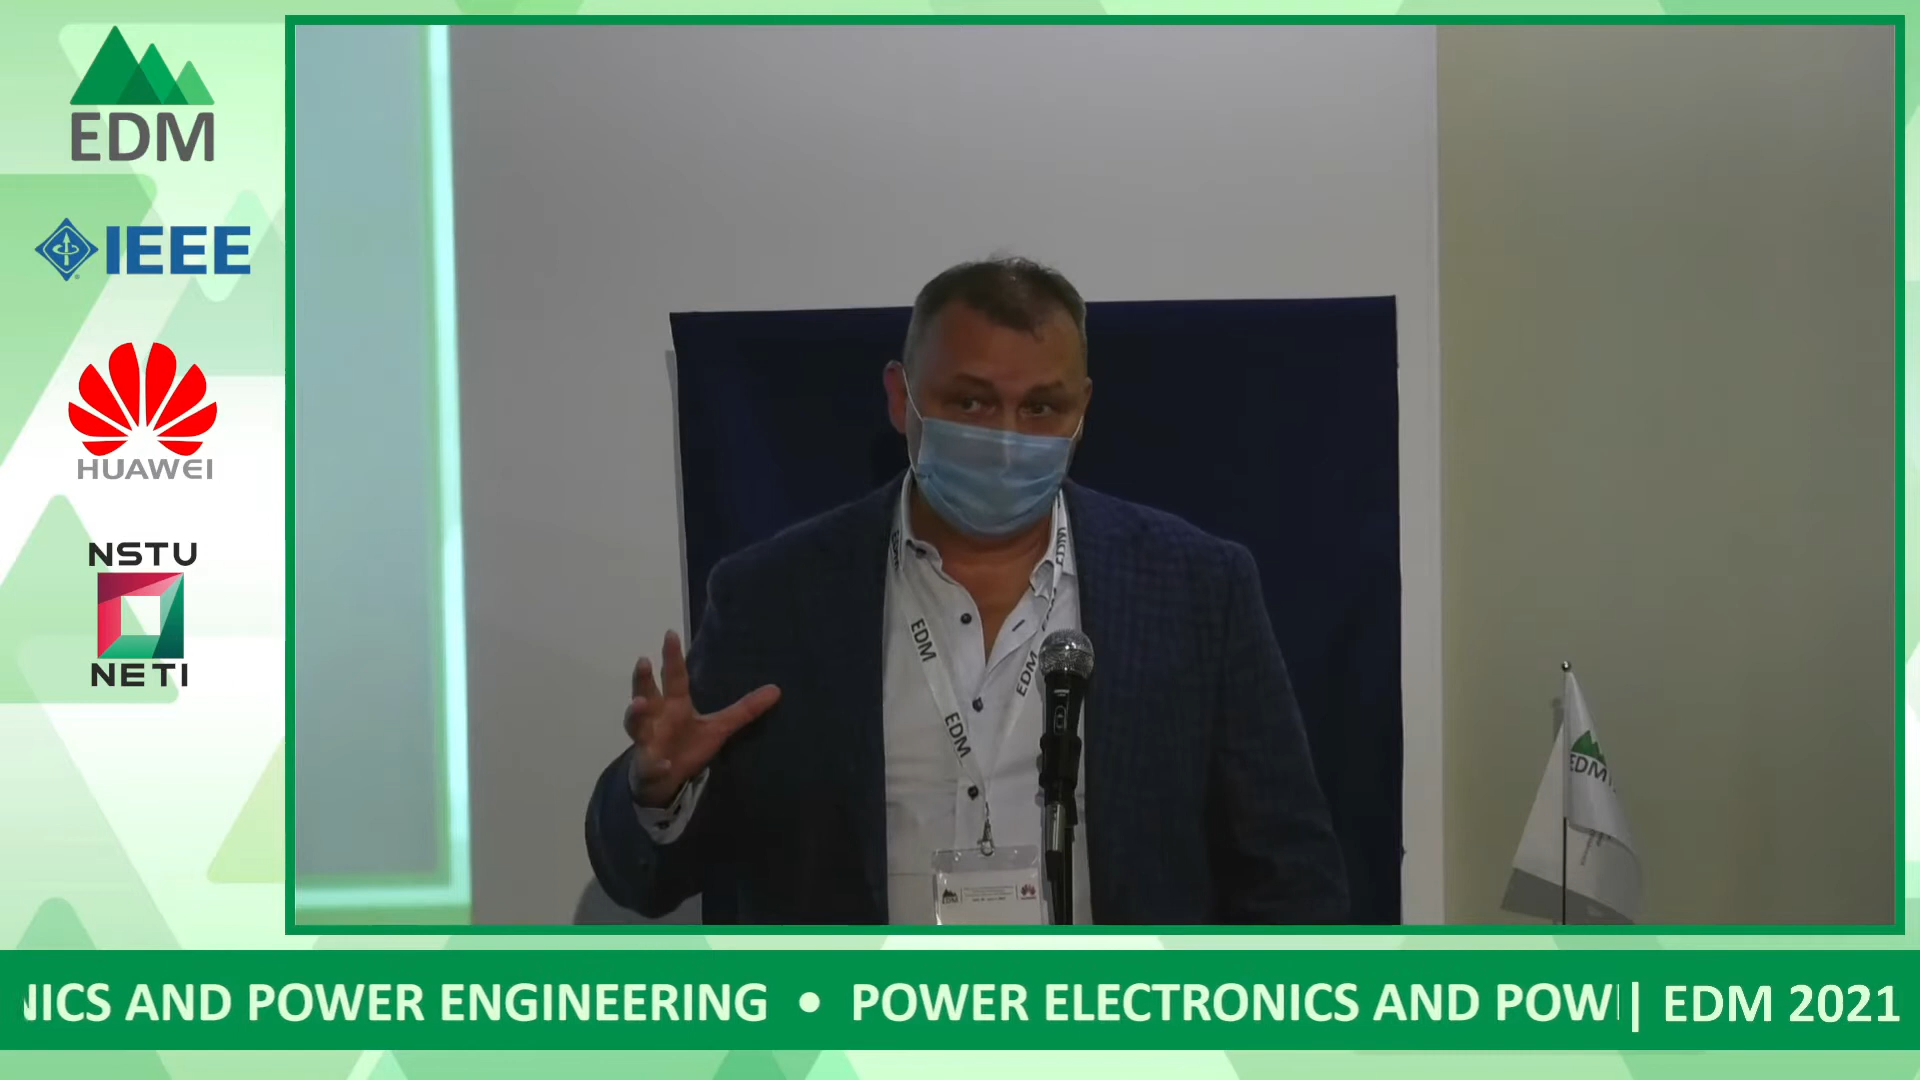 EDM
IEEE
HUAWEI
NSTU
NETI
EDM
EDM
EDM
EDM
EDM
NICS AND POWER ENGINEERING • POWER ELECTRONICS AND POW | EDM 2021